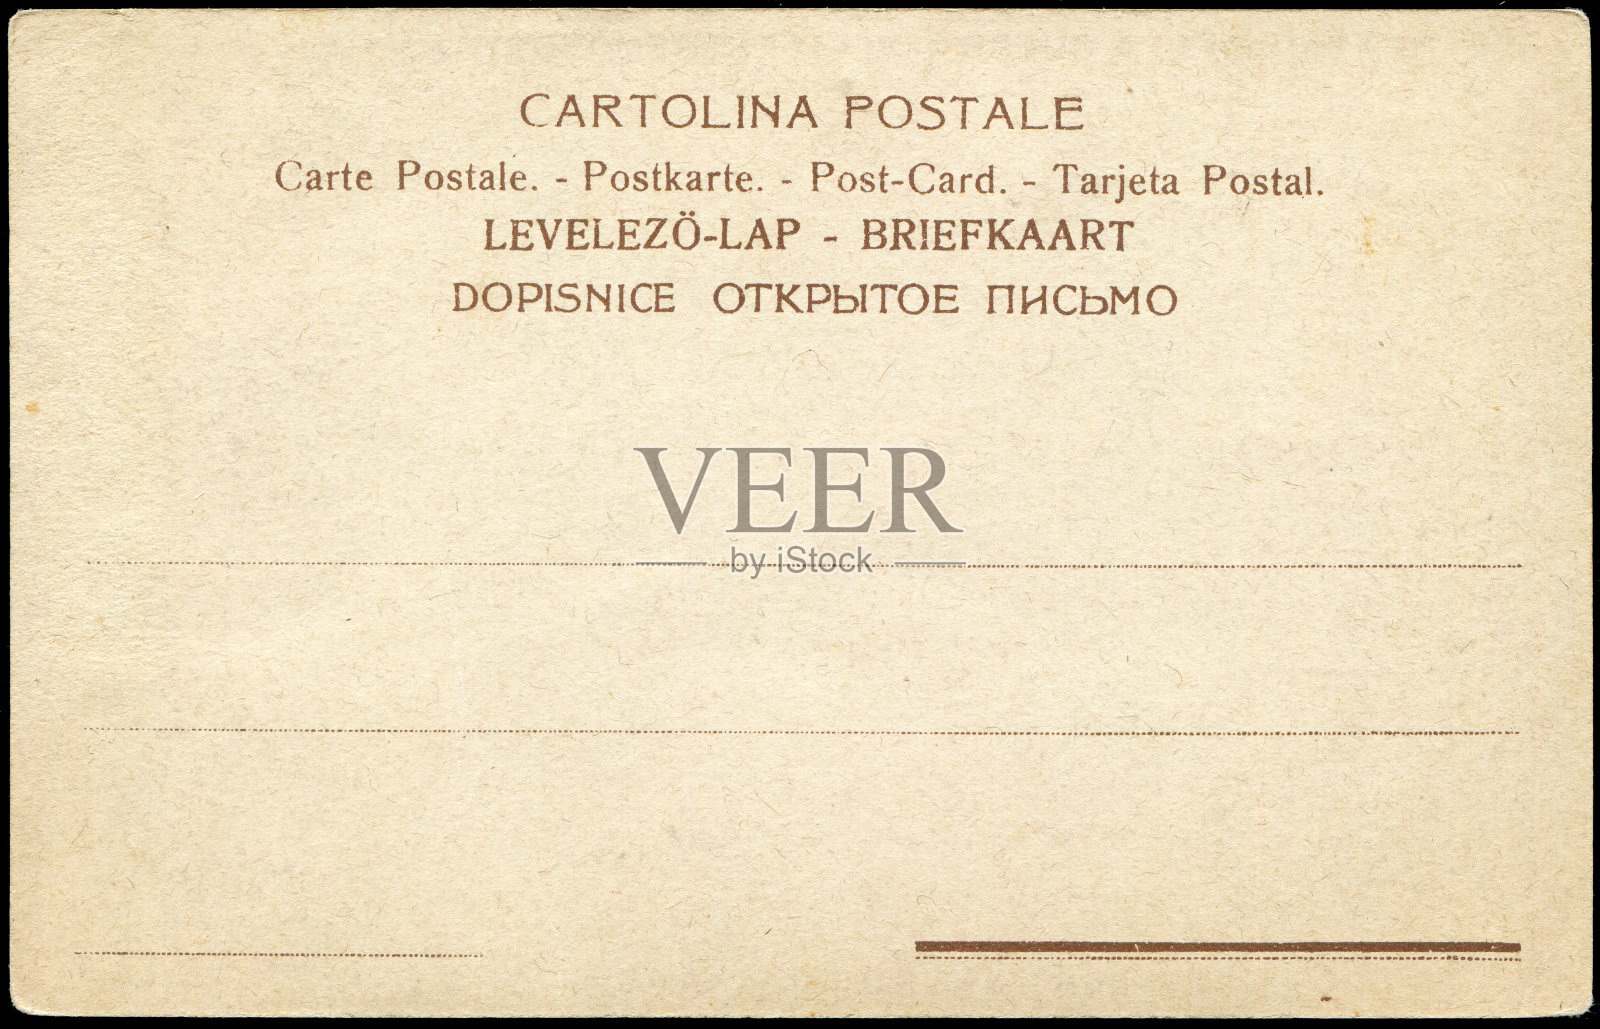 CARTOLINA POSTALE
Carte Postale. - Postkarte. - Post-Card. - Tarjeta Postal.
LEVELEZÖ-LAP - BRIEFKAART
DOPISNICE ОТКРЫТОЕ ПИСЬМО
VEER
by iStock